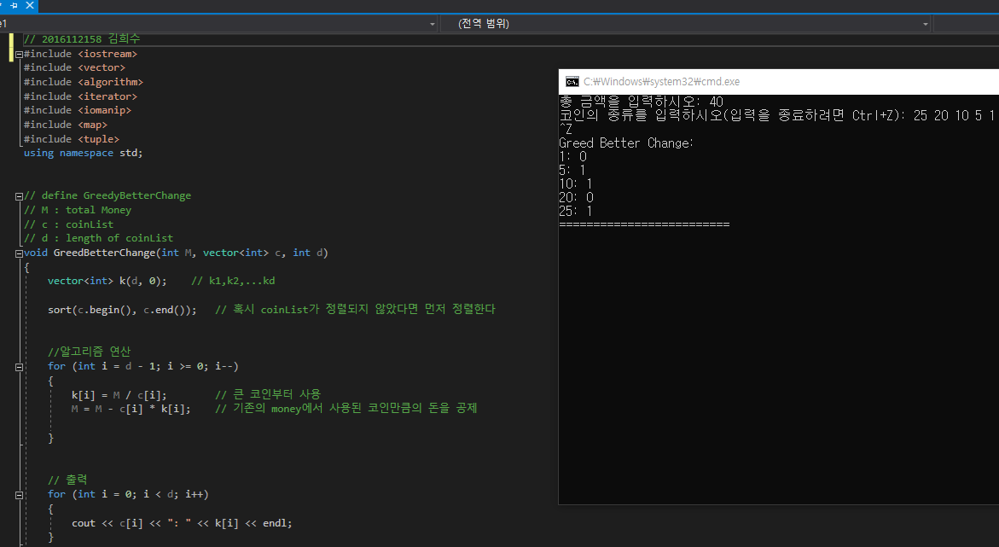 (전역 범위)
// 2016112158 김희수
#include <iostream>
#include <vector>
#include <algorithm>
#include <iterator>
#include <iomanip>
#include <map>
#include <tuple>
using namespace std;
// define GreedyBetterChange
// M : total Money
// c : coinList
// d : length of coinList
void GreedBetterChange(int M, vector<int> c, int d)
{
vector<int> k(d, 0); // k1,k2,...kd
sort(c.begin(), c.end()); // 혹시 coinList가 정렬되지 않았다면 먼저 정렬한다
//알고리즘 연산
for (int i = d - 1; i >= 0; i--)
{
k[i] = M / c[i]; // 큰 코인부터 사용
M = M - c[i] * k[i]; // 기존의 money에서 사용된 코인만큼의 돈을 공제
}
// 출력
for (int i = 0; i < d; i++)
{
cout << c[i] << ": " << k[i] << endl;
}
C:\Windows\system32\cmd.exe
총 금액을 입력하시오: 40
코인의 종류를 입력하시오(입력을 종료하려면 Ctrl+Z): 25 20 10 5 1
^Z
Greed Better Change:
1: 0
5: 1
10: 1
20: 0
25: 1
=========================